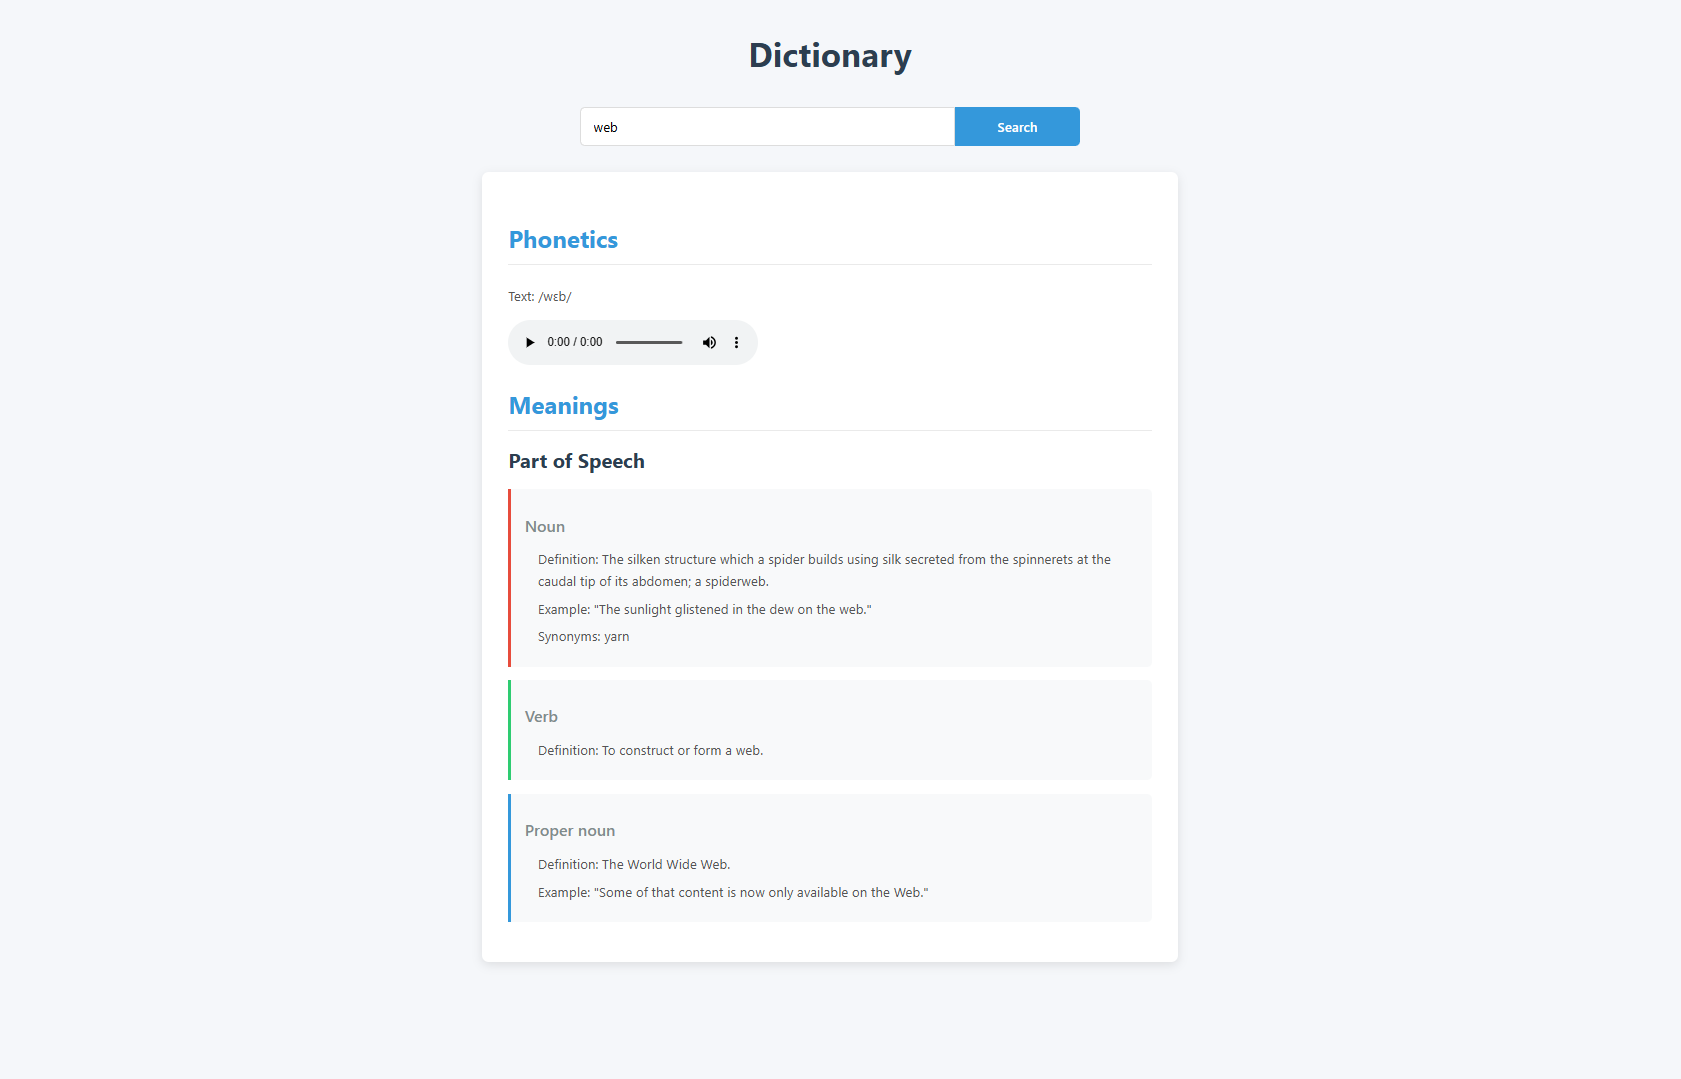 Dictionary
web
Search
Phonetics
Text: /wɛb/
0:00 / 0:00
Meanings
Part of Speech
Noun
Definition: The silken structure which a spider builds using silk secreted from the spinnerets at the
caudal tip of its abdomen; a spiderweb.
Example: "The sunlight glistened in the dew on the web."
Synonyms: yarn
Verb
Definition: To construct or form a web.
Proper noun
Definition: The World Wide Web.
Example: "Some of that content is now only available on the Web."